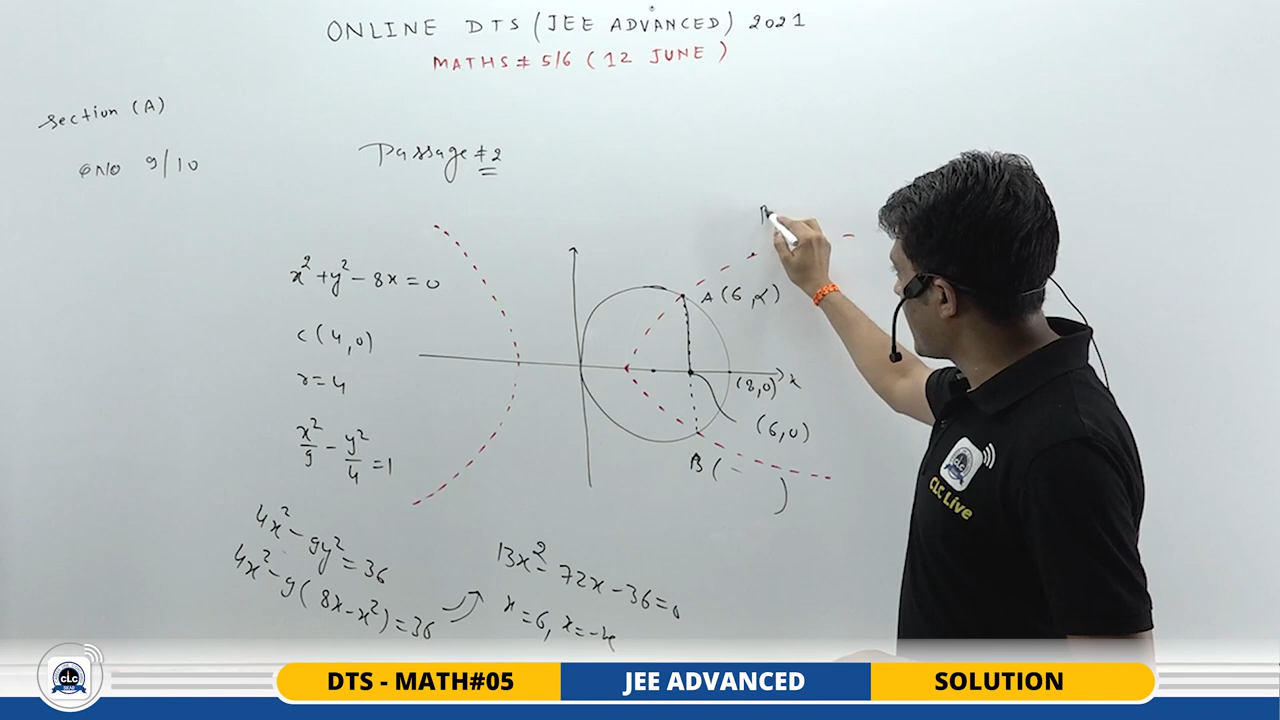 ONLINE DTS (JEE ADVANCED) 2021
MATHS # 5/6 (12 JUNE)
Section (A)
QNO 9/10
Passage # 2
x²+y²-8x=0
C(4,0)
r=4
x²/9 - y²/4 =1
4x²-9y²=36
4x²-9(8x-x²)=36
13x²-72x-36=0
x=6, x=-ve
A(6,α)
(8,0) x
(6,0)
B( )
CLC Live
CLC
DTS - MATH#05 JEE ADVANCED SOLUTION